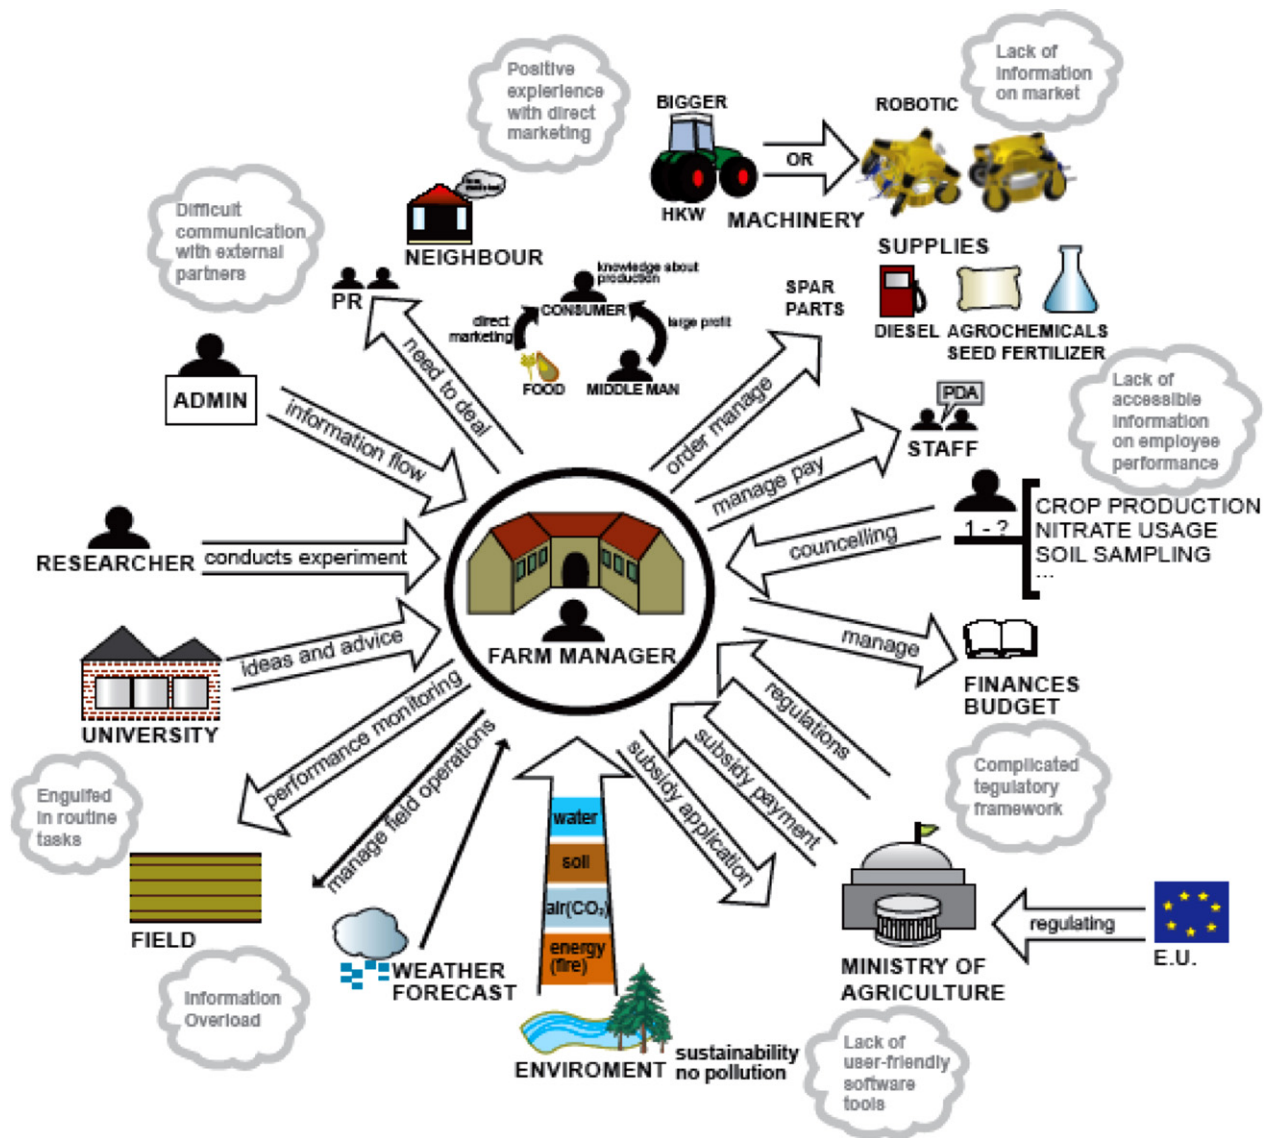 Positive
expierience
with direct
marketing
BIGGER
HKW
OR
MACHINERY
ROBOTIC
Lack of
information
on market
Difficult
communication
with external
partners
NEIGHBOUR
PR
knowledge about
production
CONSUMER
direct
marketing
large profit
FOOD
MIDDLE MAN
SPAR
PARTS
SUPPLIES
DIESEL
AGROCHEMICALS
SEED FERTILIZER
ADMIN
information flow
need to deal
order manage
manage pay
PDA
STAFF
Lack of
accessible
information
on employee
performance
RESEARCHER
conducts experiment
councelling
1 - ?
CROP PRODUCTION
NITRATE USAGE
SOIL SAMPLING
...
FARM MANAGER
UNIVERSITY
ideas and advice
manage
FINANCES
BUDGET
performance monitoring
manage field operations
regulations
subsidy payment
subsidy application
Complicated
tegulatory
framework
Engulfed
in routine
tasks
FIELD
Information
Overload
WEATHER
FORECAST
water
soil
air(CO₂)
energy
(fire)
ENVIROMENT
sustainability
no pollution
MINISTRY OF
AGRICULTURE
regulating
E.U.
Lack of
user-friendly
software
tools